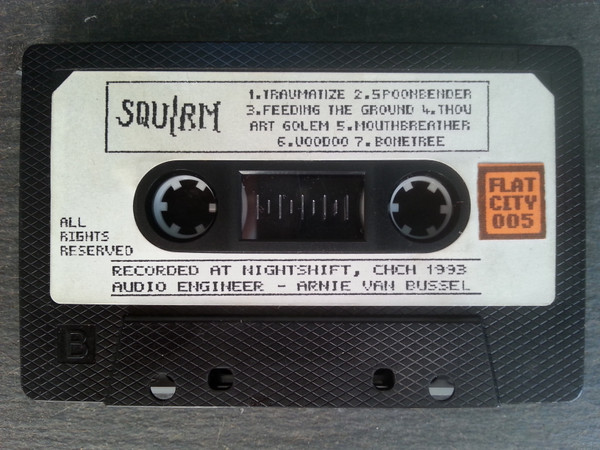 SQUIRM
1.TRAUMATIZE 2.SPOONBENDER
3.FEEDING THE GROUND 4.THOU
ART GOLEM 5.MOUTHBREATHER
6.VOODOO 7.BONETREE
FLAT
CITY
005
ALL
RIGHTS
RESERVED
RECORDED AT NIGHTSHIFT, CHCH 1993
AUDIO ENGINEER - ARNIE VAN BUSSEL
B